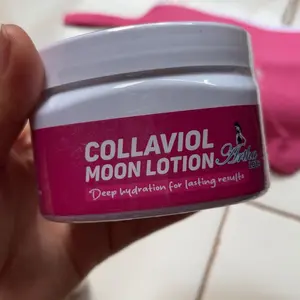 COLLAVIOL
MOON LOTION
Deep hydration for lasting results